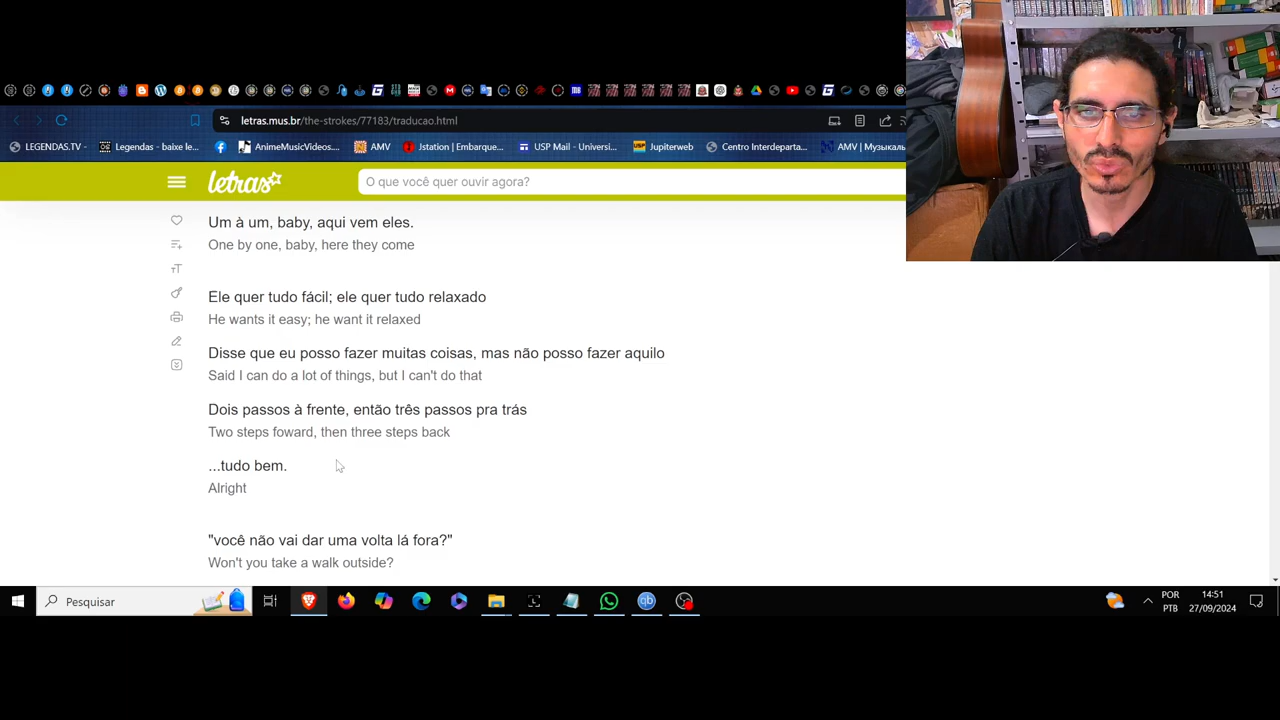 letras.mus.br/the-strokes/77183/traducao.html
LEGENDAS.TV
Legendas - baixe le...
AnimeMusicVideos....
AMV
Jstation | Embarque...
USP Mail - Universi...
Jupiterweb
Centro Interdeparta...
AMV | Музыкаль
letras
O que você quer ouvir agora?
Um à um, baby, aqui vem eles.
One by one, baby, here they come
Ele quer tudo fácil; ele quer tudo relaxado
He wants it easy; he want it relaxed
Disse que eu posso fazer muitas coisas, mas não posso fazer aquilo
Said I can do a lot of things, but I can't do that
Dois passos à frente, então três passos pra trás
Two steps foward, then three steps back
...tudo bem.
Alright
"você não vai dar uma volta lá fora?"
Won't you take a walk outside?
Pesquisar
POR
PTB
14:51
27/09/2024